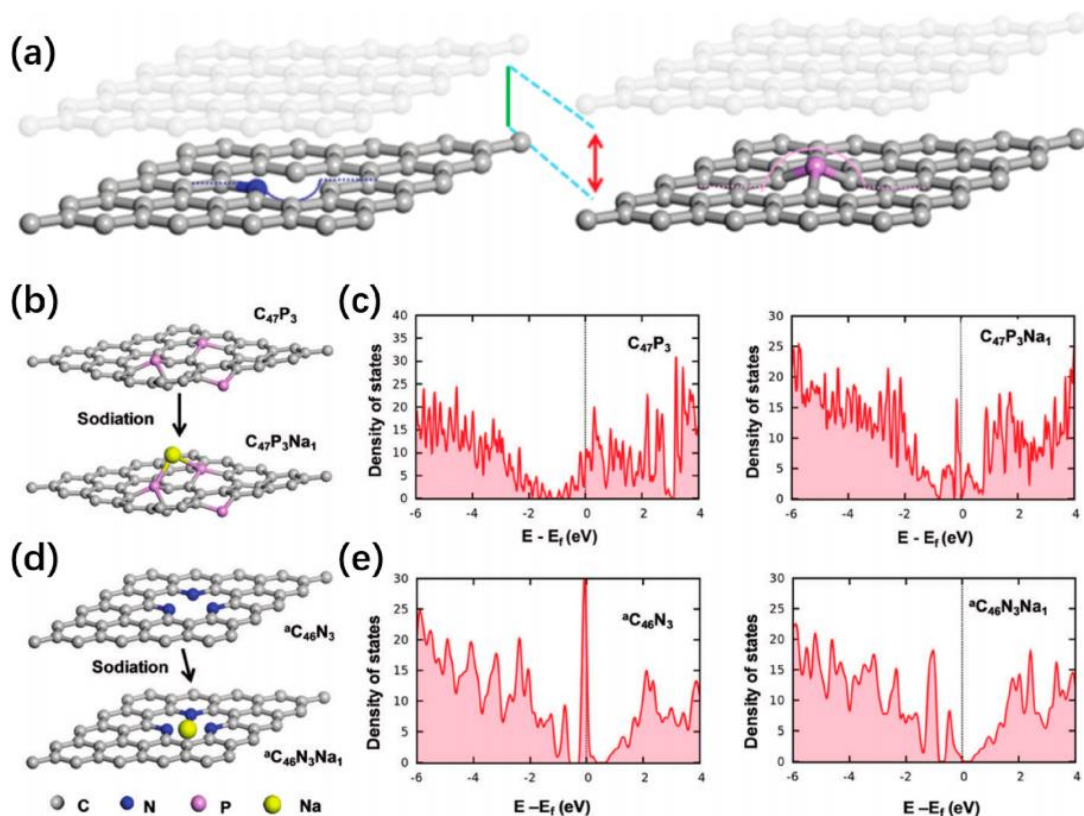 (a)
(b)
C₄₇P₃
Sodiation
C₄₇P₃Na₁
(c)
Density of states
40
35
30
25
20
15
10
5
0
C₄₇P₃
-6 -4 -2 0 2 4
E - E_f (eV)
Density of states
30
25
20
15
10
5
0
C₄₇P₃Na₁
-6 -4 -2 0 2 4
E - E_f (eV)
(d)
ᵃC₄₆N₃
Sodiation
ᵃC₄₆N₃Na₁
C N P Na
(e)
Density of states
30
25
20
15
10
5
0
ᵃC₄₆N₃
-6 -4 -2 0 2 4
E –E_f (eV)
Density of states
30
25
20
15
10
5
0
ᵃC₄₆N₃Na₁
-6 -4 -2 0 2 4
E –E_f (eV)